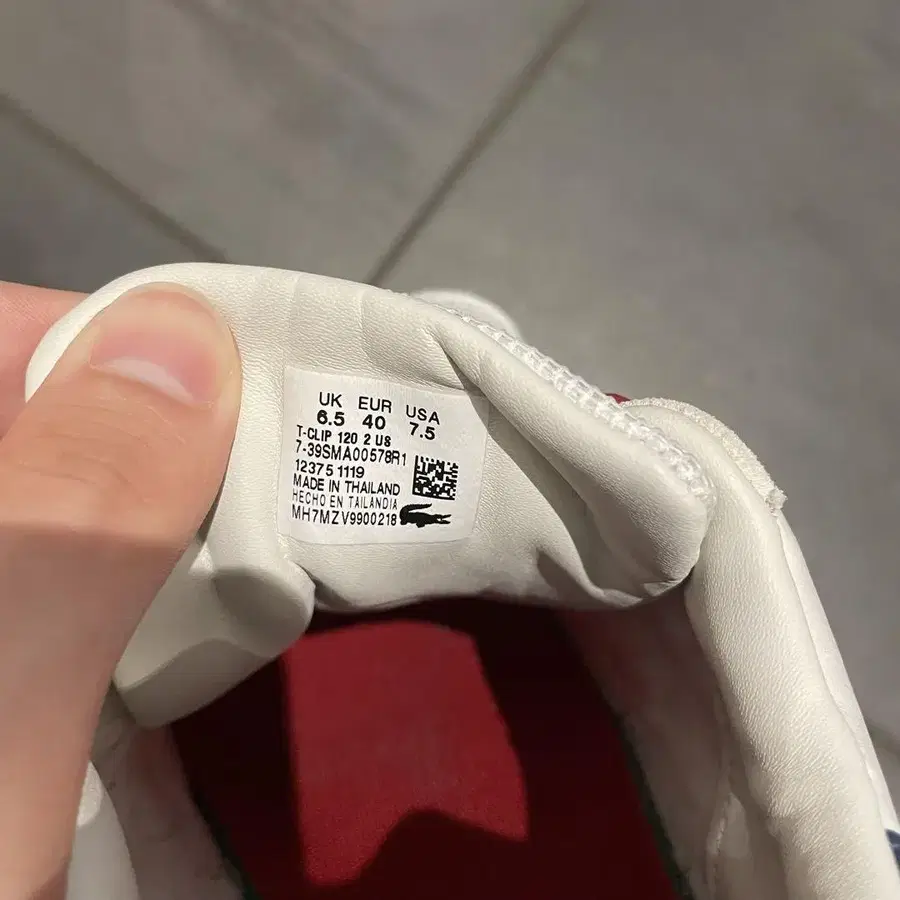 UK EUR USA
6.5 40 7.5
T-CLIP 120 2 US
7-39SMA00578R1
12375 1119
MADE IN THAILAND
HECHO EN TAILANDIA
MH7MZV9900218